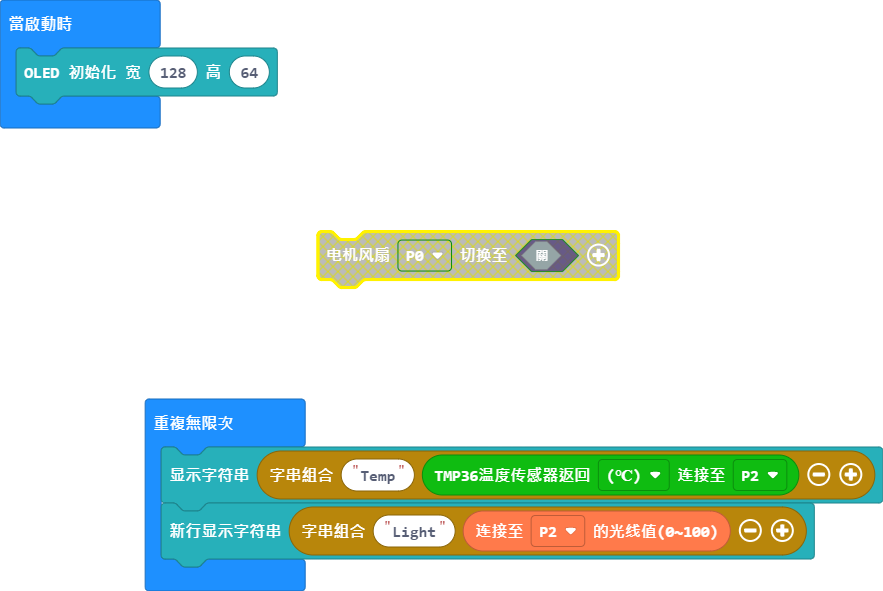 當啟動時
OLED 初始化 宽 128 高 64
电机风扇 P0 切换至 關
重複無限次
显示字符串 字串組合 "Temp" TMP36温度传感器返回 (℃) 连接至 P2
新行显示字符串 字串組合 "Light" 连接至 P2 的光线值(0~100)